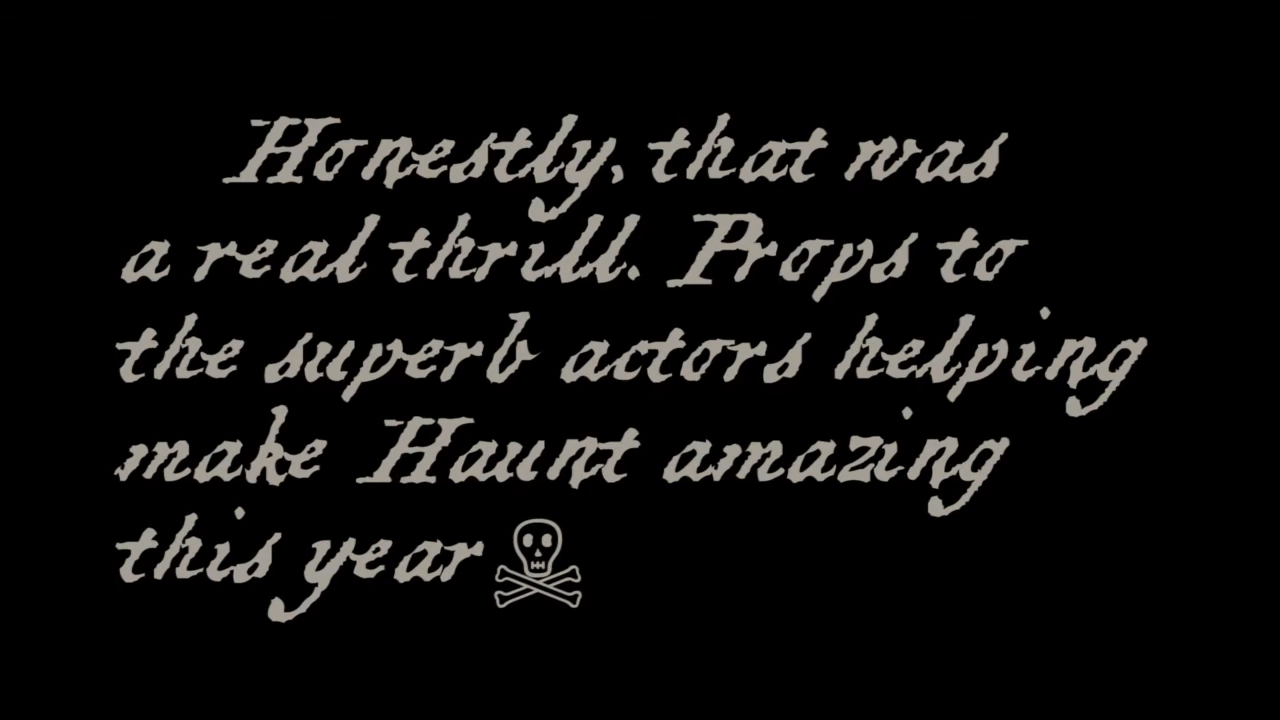 Honestly, that was
a real thrill. Props to
the superb actors helping
make Haunt amazing
this year ☠